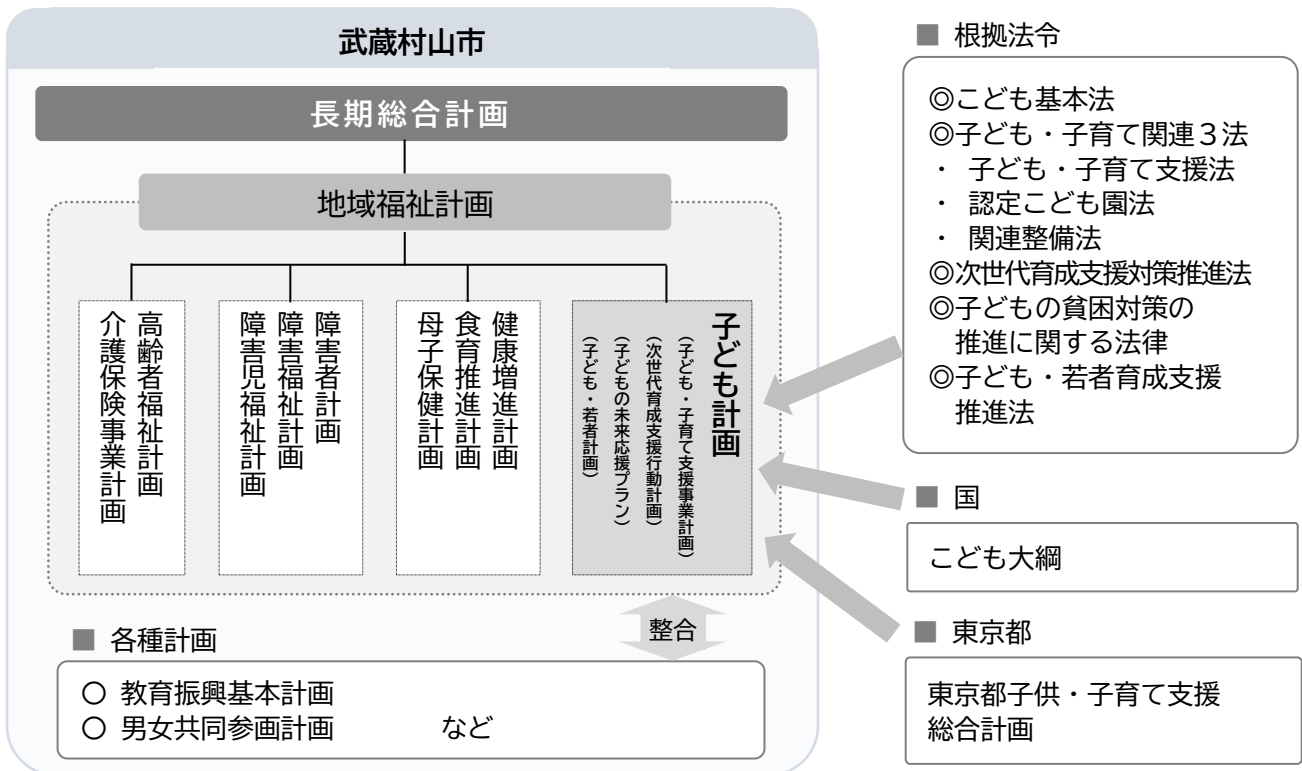 武蔵村山市
長期総合計画
地域福祉計画
高齢者福祉計画
介護保険事業計画
障害者計画
障害福祉計画
障害児福祉計画
健康増進計画
食育推進計画
母子保健計画
子ども計画
(子ども・子育て支援事業計画)
(次世代育成支援行動計画)
(子どもの未来応援プラン)
(子ども・若者計画)
整合
■ 各種計画
○ 教育振興基本計画
○ 男女共同参画計画 など
■ 根拠法令
◎こども基本法
◎子ども・子育て関連3法
・ 子ども・子育て支援法
・ 認定こども園法
・ 関連整備法
◎次世代育成支援対策推進法
◎子どもの貧困対策の
推進に関する法律
◎子ども・若者育成支援
推進法
■ 国
こども大綱
■ 東京都
東京都子供・子育て支援
総合計画